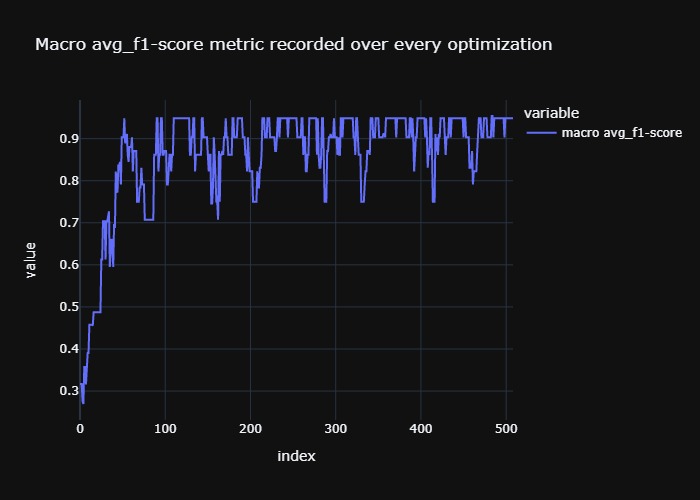 Macro avg_f1-score metric recorded over every optimization
variable
macro avg_f1-score
value
0.9
0.8
0.7
0.6
0.5
0.4
0.3
0
100
200
300
400
500
index